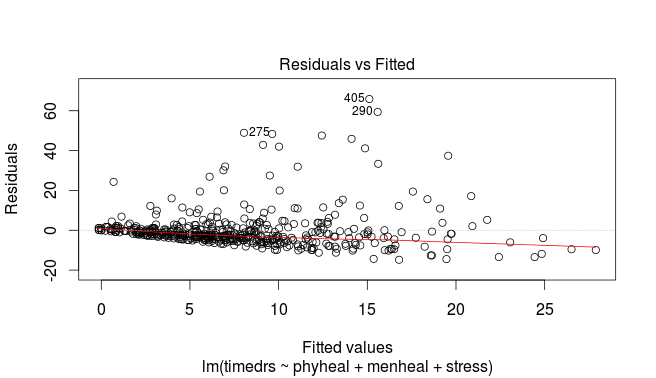 Residuals vs Fitted
Residuals
60
40
20
0
-20
405
290
275
0 5 10 15 20 25
Fitted values
lm(timedrs ~ phyheal + menheal + stress)